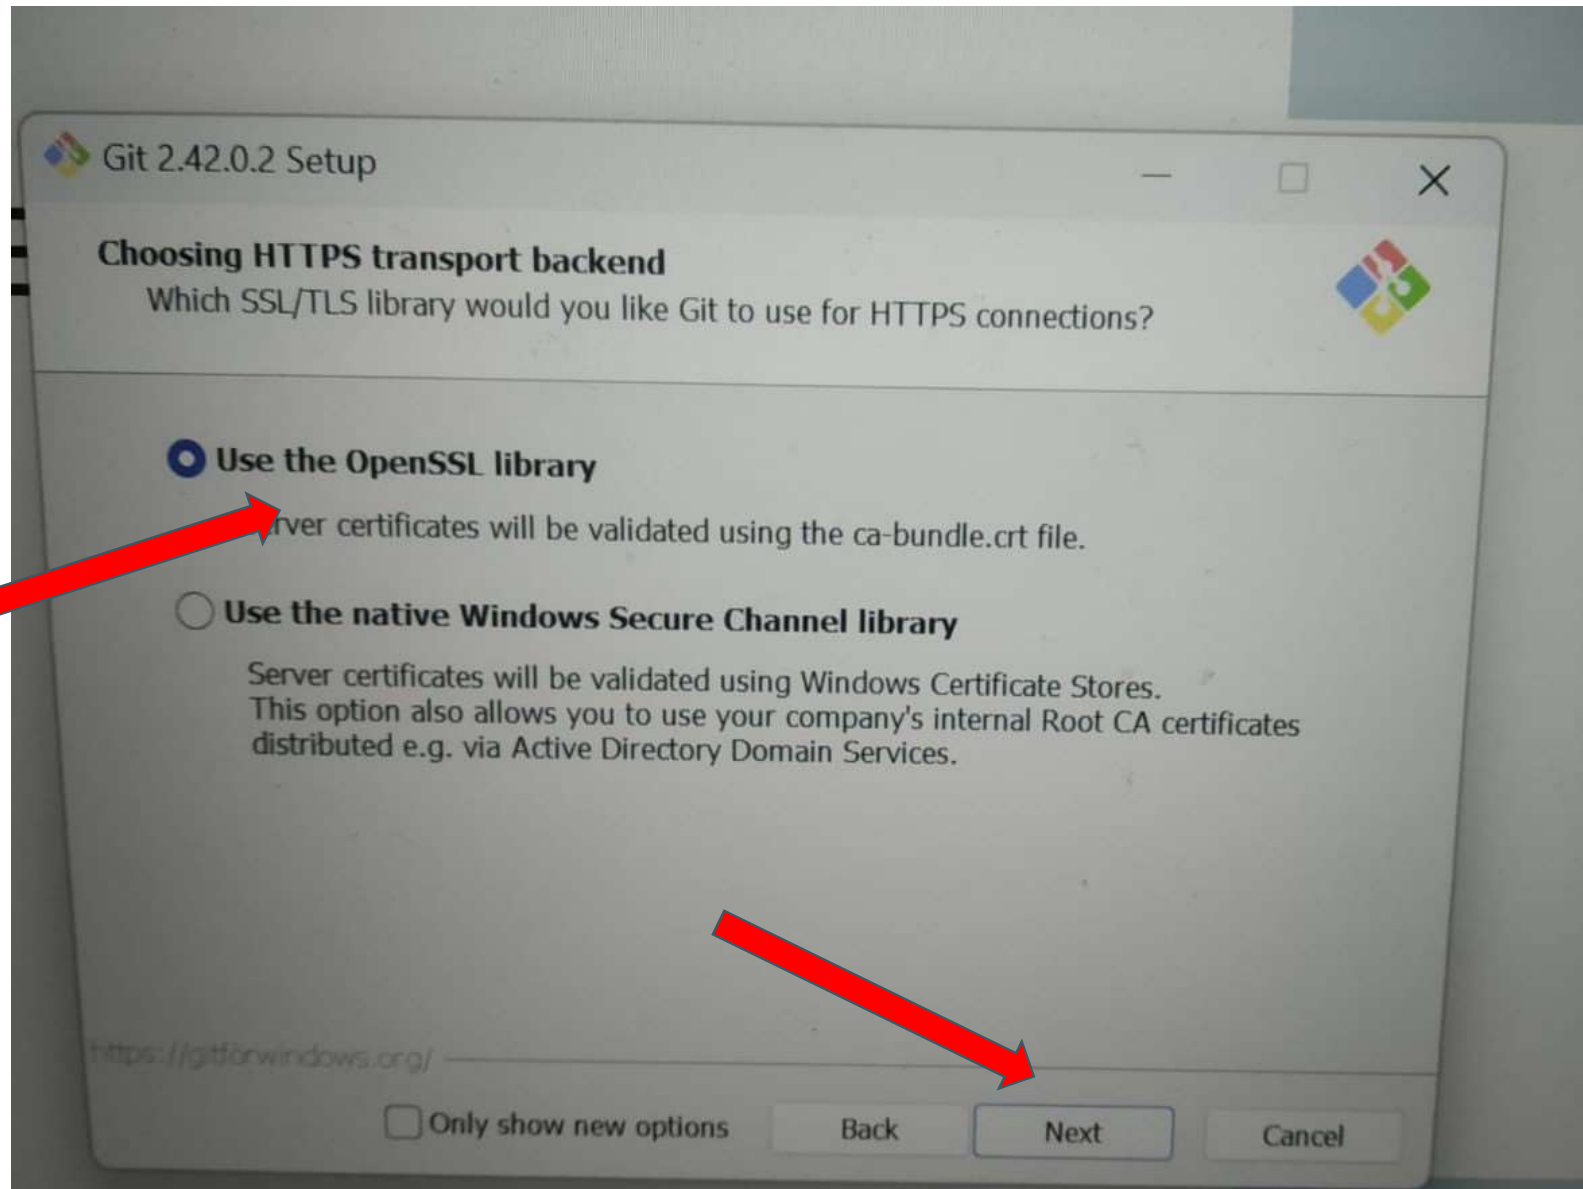 Git 2.42.0.2 Setup
Choosing HTTPS transport backend
Which SSL/TLS library would you like Git to use for HTTPS connections?
Use the OpenSSL library
rver certificates will be validated using the ca-bundle.crt file.
Use the native Windows Secure Channel library
Server certificates will be validated using Windows Certificate Stores.
This option also allows you to use your company's internal Root CA certificates
distributed e.g. via Active Directory Domain Services.
https://gitforwindows.org/
Only show new options
Back
Next
Cancel